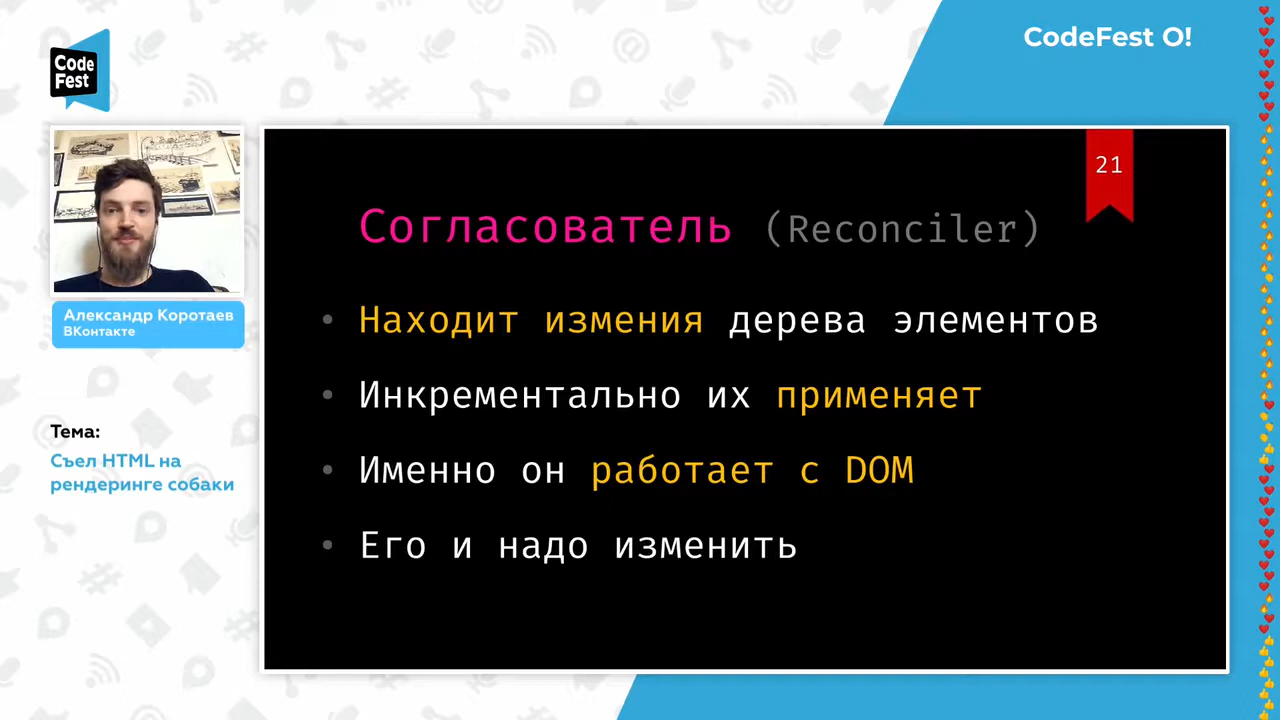 CodeFest O!
Code
Fest
Александр Коротаев
ВКонтакте
Тема:
Съел HTML на
рендеринге собаки
21
Согласователь (Reconciler)
• Находит измения дерева элементов
• Инкрементально их применяет
• Именно он работает с DOM
• Его и надо изменить